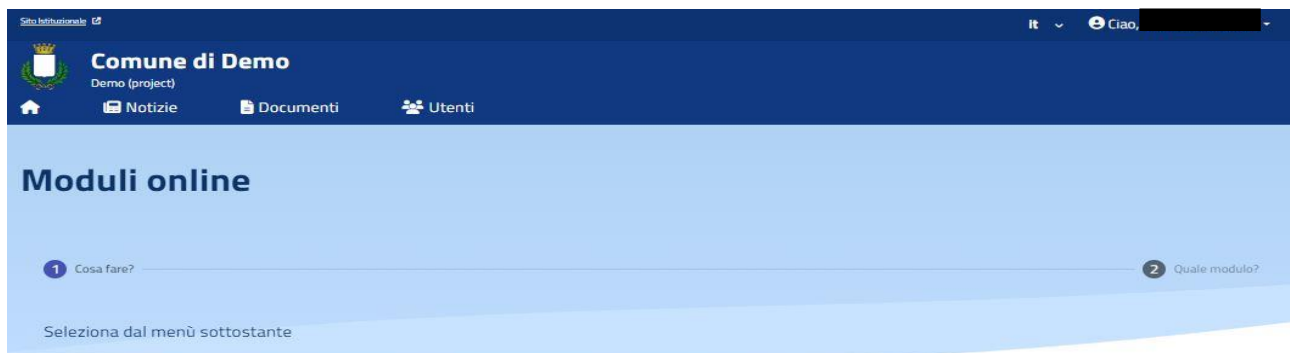 Sito Istituzionale
it
Ciao,
Comune di Demo
Demo (project)
Notizie Documenti Utenti
Moduli online
1 Cosa fare? 2 Quale modulo?
Seleziona dal menù sottostante